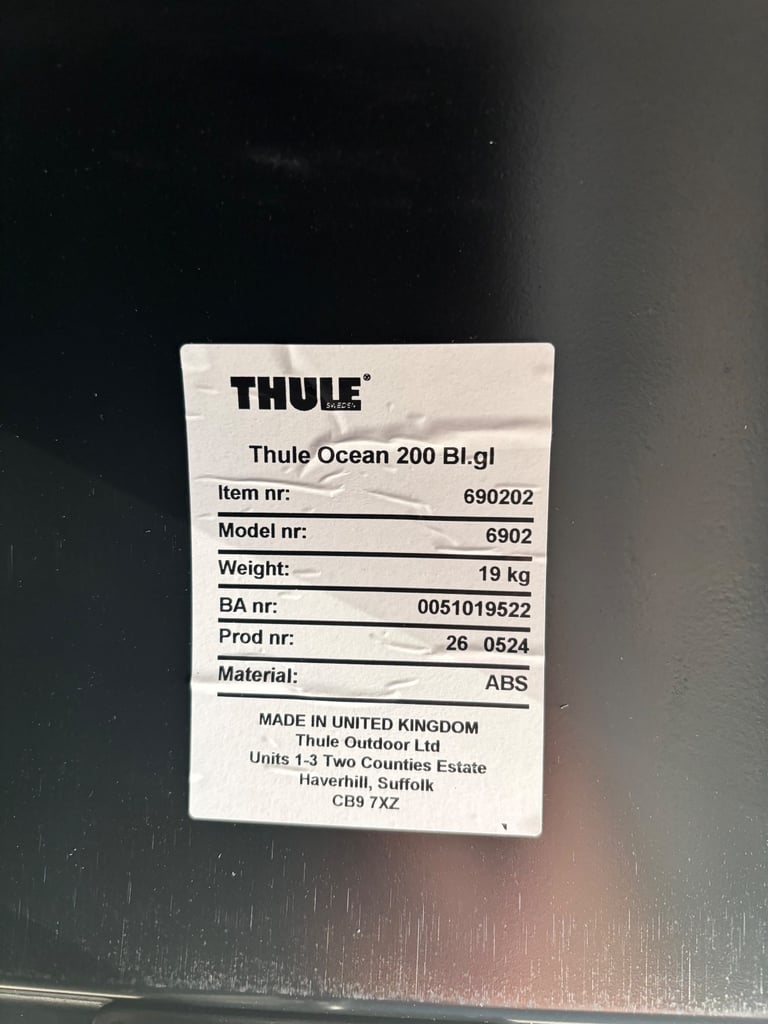 THULE®
SWEDEN
Thule Ocean 200 Bl.gl
Item nr: 690202
Model nr: 6902
Weight: 19 kg
BA nr: 0051019522
Prod nr: 26 0524
Material: ABS
MADE IN UNITED KINGDOM
Thule Outdoor Ltd
Units 1-3 Two Counties Estate
Haverhill, Suffolk
CB9 7XZ